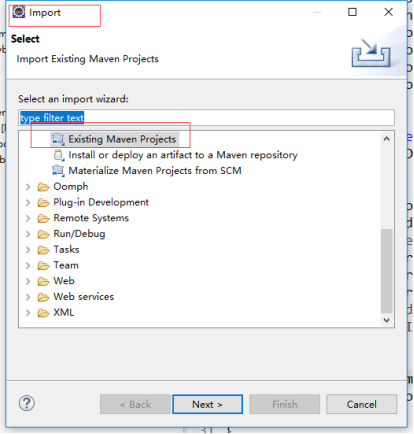 Import
Select
Import Existing Maven Projects
Select an import wizard:
type filter text
Existing Maven Projects
Install or deploy an artifact to a Maven repository
Materialize Maven Projects from SCM
Oomph
Plug-in Development
Remote Systems
Run/Debug
Tasks
Team
Web
Web services
XML
< Back
Next >
Finish
Cancel